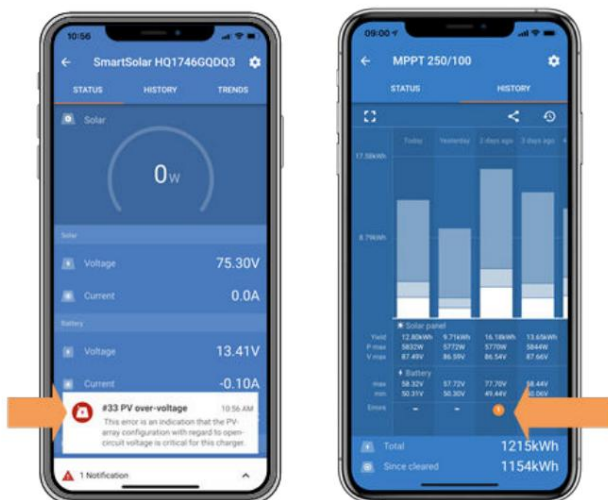 10:56
SmartSolar HQ1746GQDQ3
STATUS HISTORY TRENDS
Solar
0W
Solar
Voltage 75.30V
Current 0.0A
Battery
Voltage 13.41V
Current -0.10A
#33 PV over-voltage 10:56 AM
This error is an indication that the PV-
array configuration with regard to open-
circuit voltage is critical for this charger.
1 Notification
09:00
MPPT 250/100
STATUS HISTORY
Today Yesterday 2 days ago 3 days ago
17.58kWh
8.79kWh
Solar panel
Yield 12.80kWh 9.71kWh 16.18kWh 13.65kWh
P max 5832W 5772W 5770W 5844W
V max 87.49V 86.59V 86.54V 87.66V
Battery
max 58.32V 57.72V 77.70V 58.44V
min 50.31V 50.30V 49.44V
Errors - -
Total 1215kWh
Since cleared 1154kWh